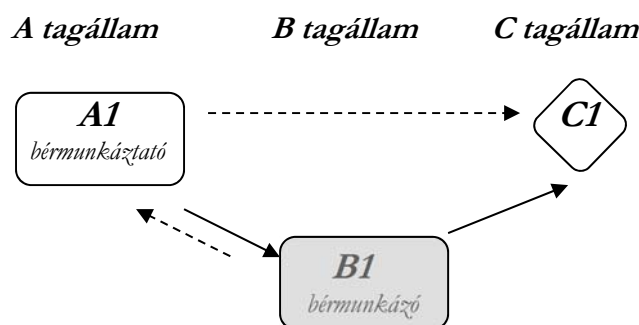 A tagállam B tagállam C tagállam
A1
bérmunkáztató
C1
B1
bérmunkázó